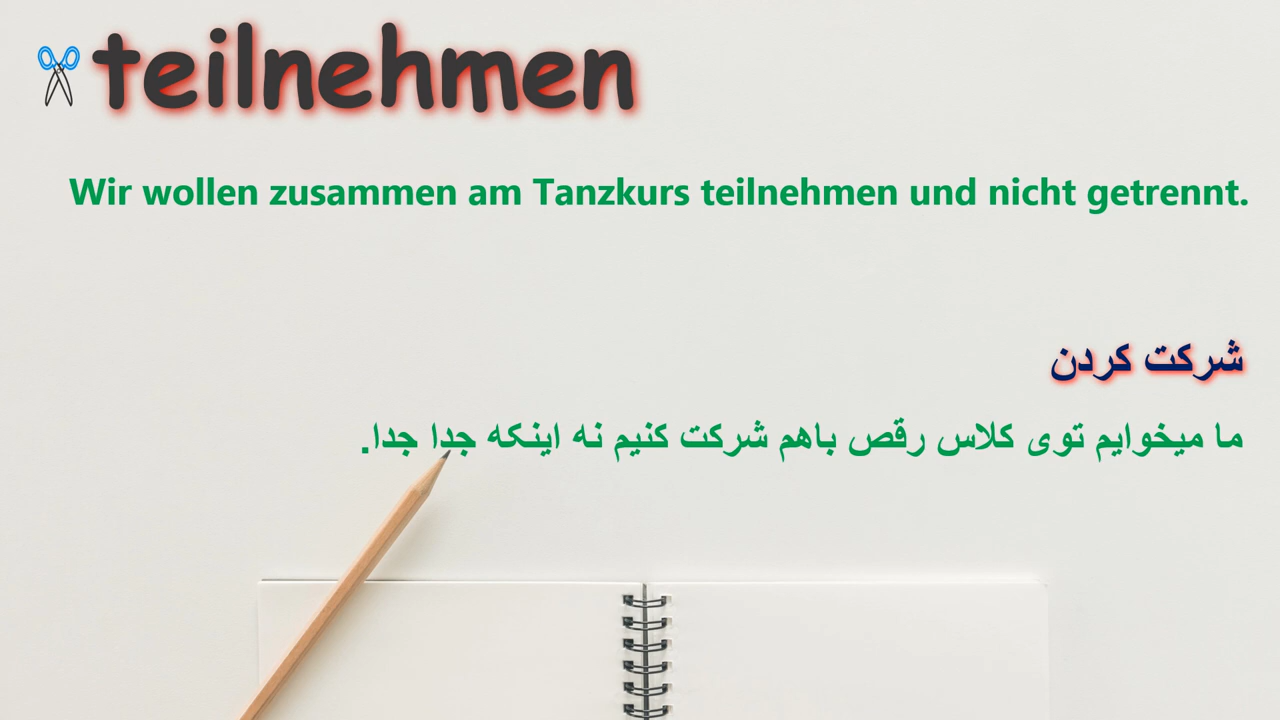 teilnehmen
Wir wollen zusammen am Tanzkurs teilnehmen und nicht getrennt.
شرکت کردن
ما میخوایم توی کلاس رقص باهم شرکت کنیم نه اینکه جدا جدا.